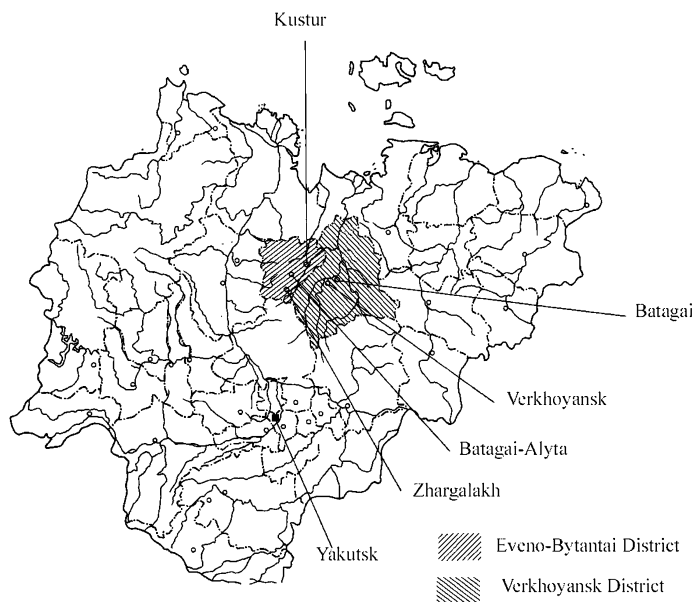 Kustur
Batagai
Verkhoyansk
Batagai-Alyta
Zhargalakh
Yakutsk
Eveno-Bytantai District
Verkhoyansk District